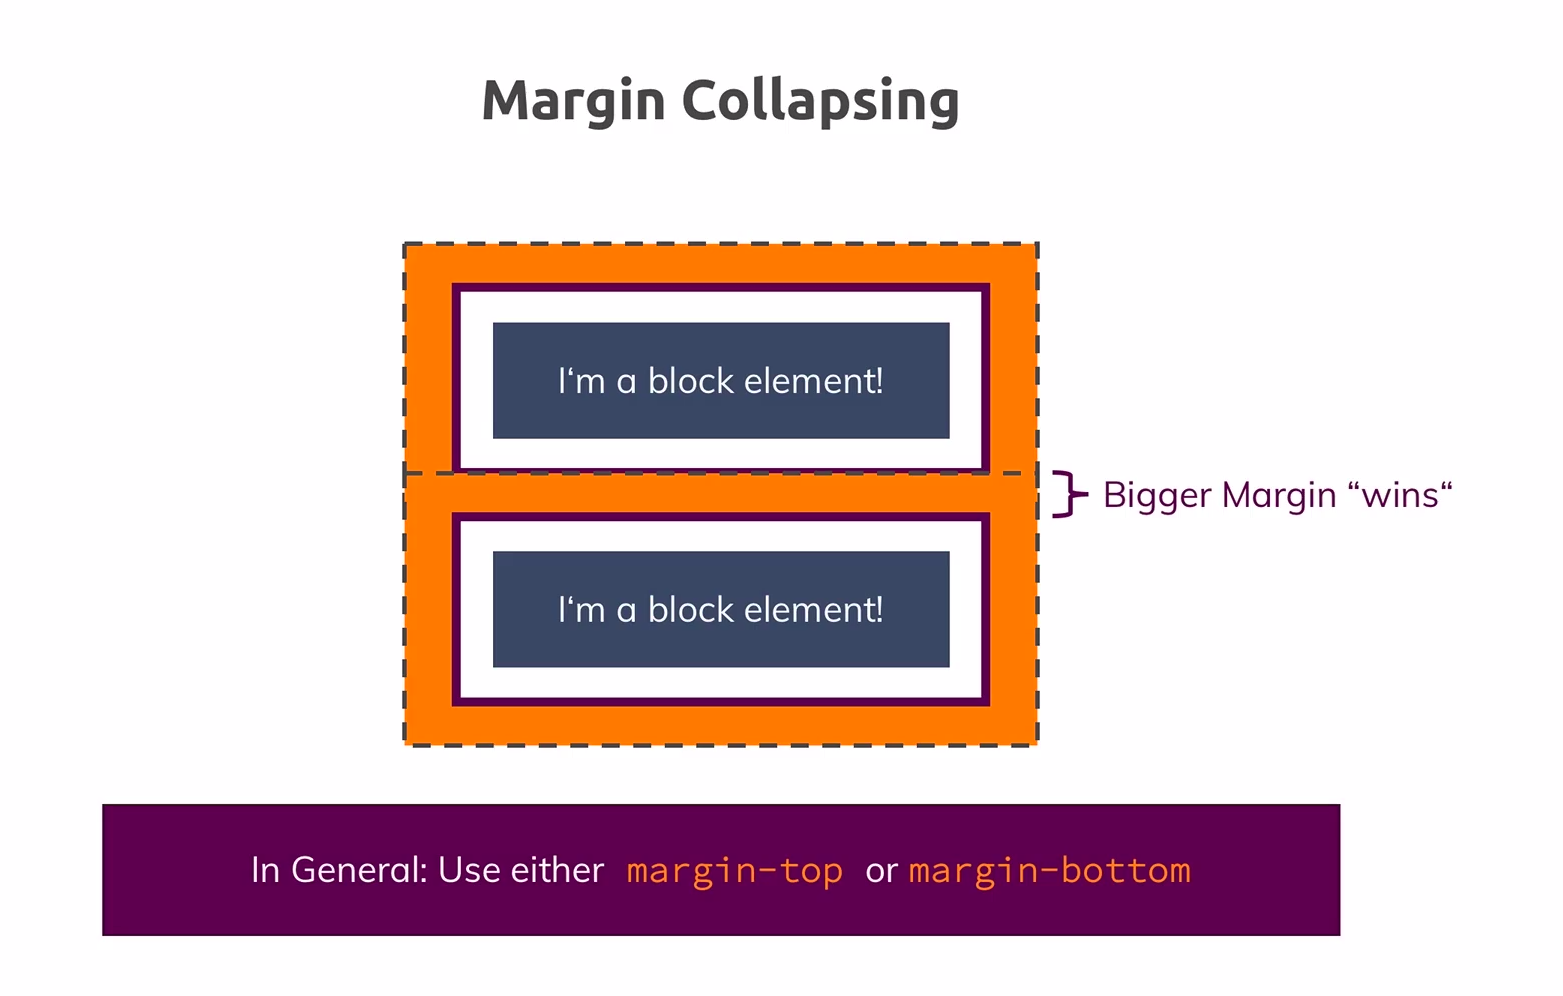 Margin Collapsing
I‘m a block element!
Bigger Margin “wins“
I‘m a block element!
In General: Use either margin-top or margin-bottom